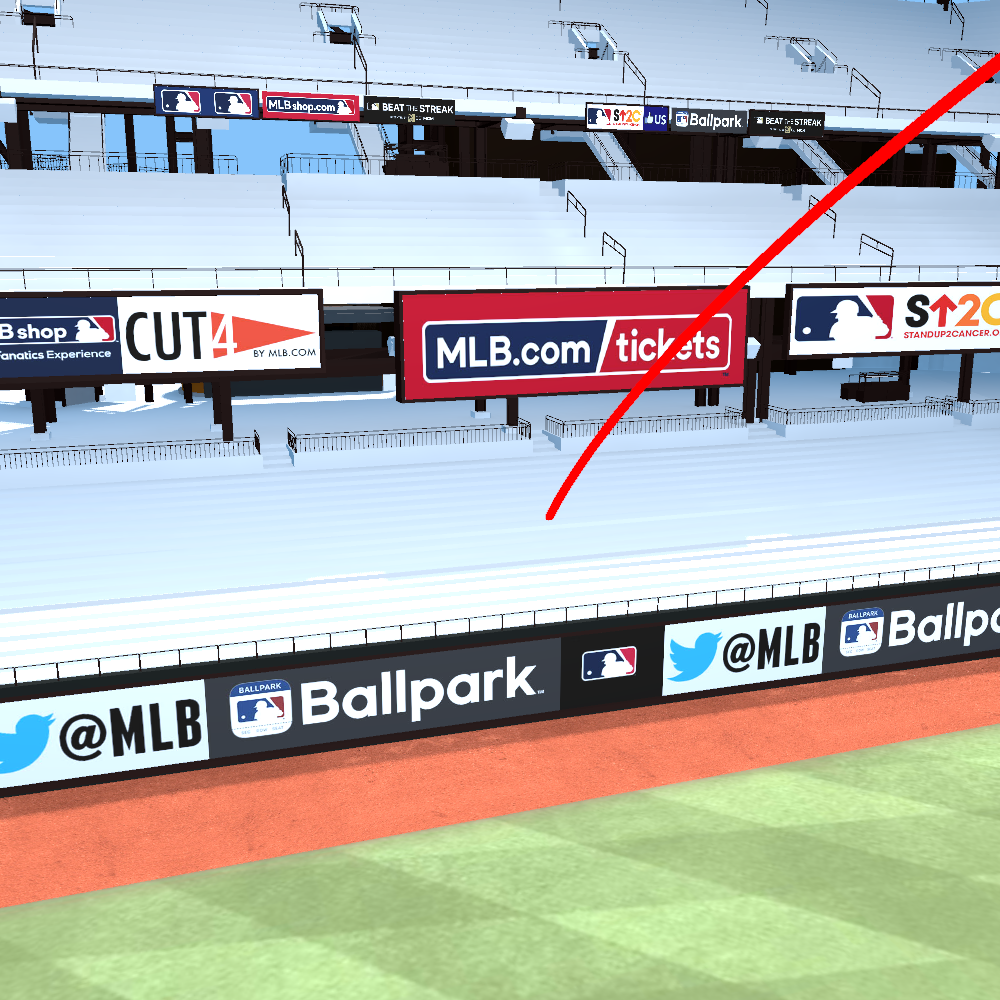 MLBshop.com
BEAT THE STREAK
S↑2C
US
Ballpark
BEAT THE STREAK
B shop
Fanatics Experience
CUT4
BY MLB.COM
MLB.com/tickets
S↑2C
STANDUP2CANCER.O
BALLPARK
Ballpa
@MLB
BALLPARK
Ballpark
@MLB